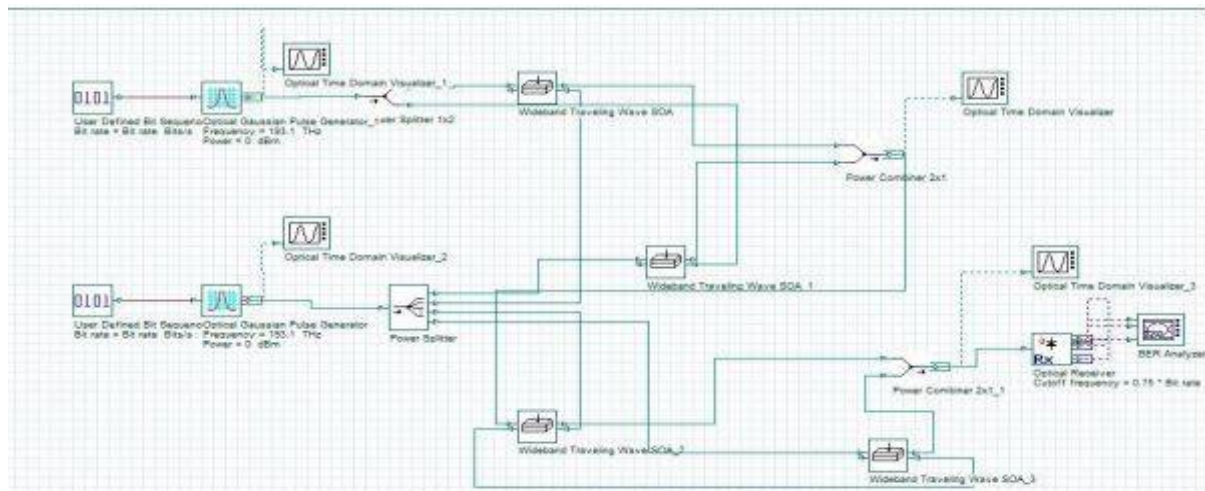 Optical Time Domain Visualizer_1
0101
User Defined Bit Sequence Optical Gaussian Pulse Generator_
Splitter 1x2
Bit rate = Bit rate Bits/s Frequency = 193.1 THz
Power = 0 dBm
Wideband Traveling Wave SOA
Optical Time Domain Visualizer
Power Combiner 2x1
Optical Time Domain Visualizer_2
Wideband Traveling Wave SOA_1
Optical Time Domain Visualizer_3
0101
User Defined Bit Sequenc Optical Gaussian Pulse Generator
Bit rate = Bit rate Bits/s Frequency = 193.1 THz
Power = 0 dBm
Power Splitter
Rx
BER Analyzer
Optical Receiver
Cutoff frequency = 0.75 * Bit rate
Power Combiner 2x1_1
Wideband Traveling Wave SOA_2
Wideband Traveling Wave SOA_3